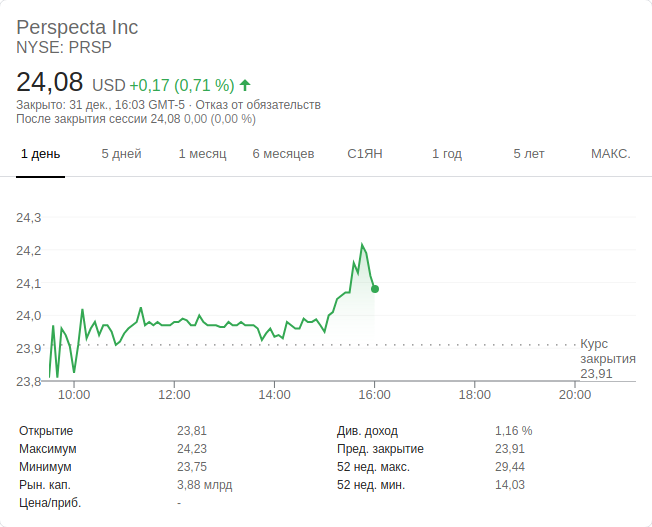 Perspecta Inc
NYSE: PRSP
24,08 USD +0,17 (0,71 %)
Закрыто: 31 дек., 16:03 GMT-5 · Отказ от обязательств
После закрытия сессии 24,08 0,00 (0,00 %)
1 день 5 дней 1 месяц 6 месяцев С1ЯН 1 год 5 лет МАКС.
24,3
24,2
24,1
24,0
23,9
23,8
Курс
закрытия
23,91
10:00 12:00 14:00 16:00 18:00 20:00
Открытие 23,81 Див. доход 1,16 %
Максимум 24,23 Пред. закрытие 23,91
Минимум 23,75 52 нед. макс. 29,44
Рын. кап. 3,88 млрд 52 нед. мин. 14,03
Цена/приб. -